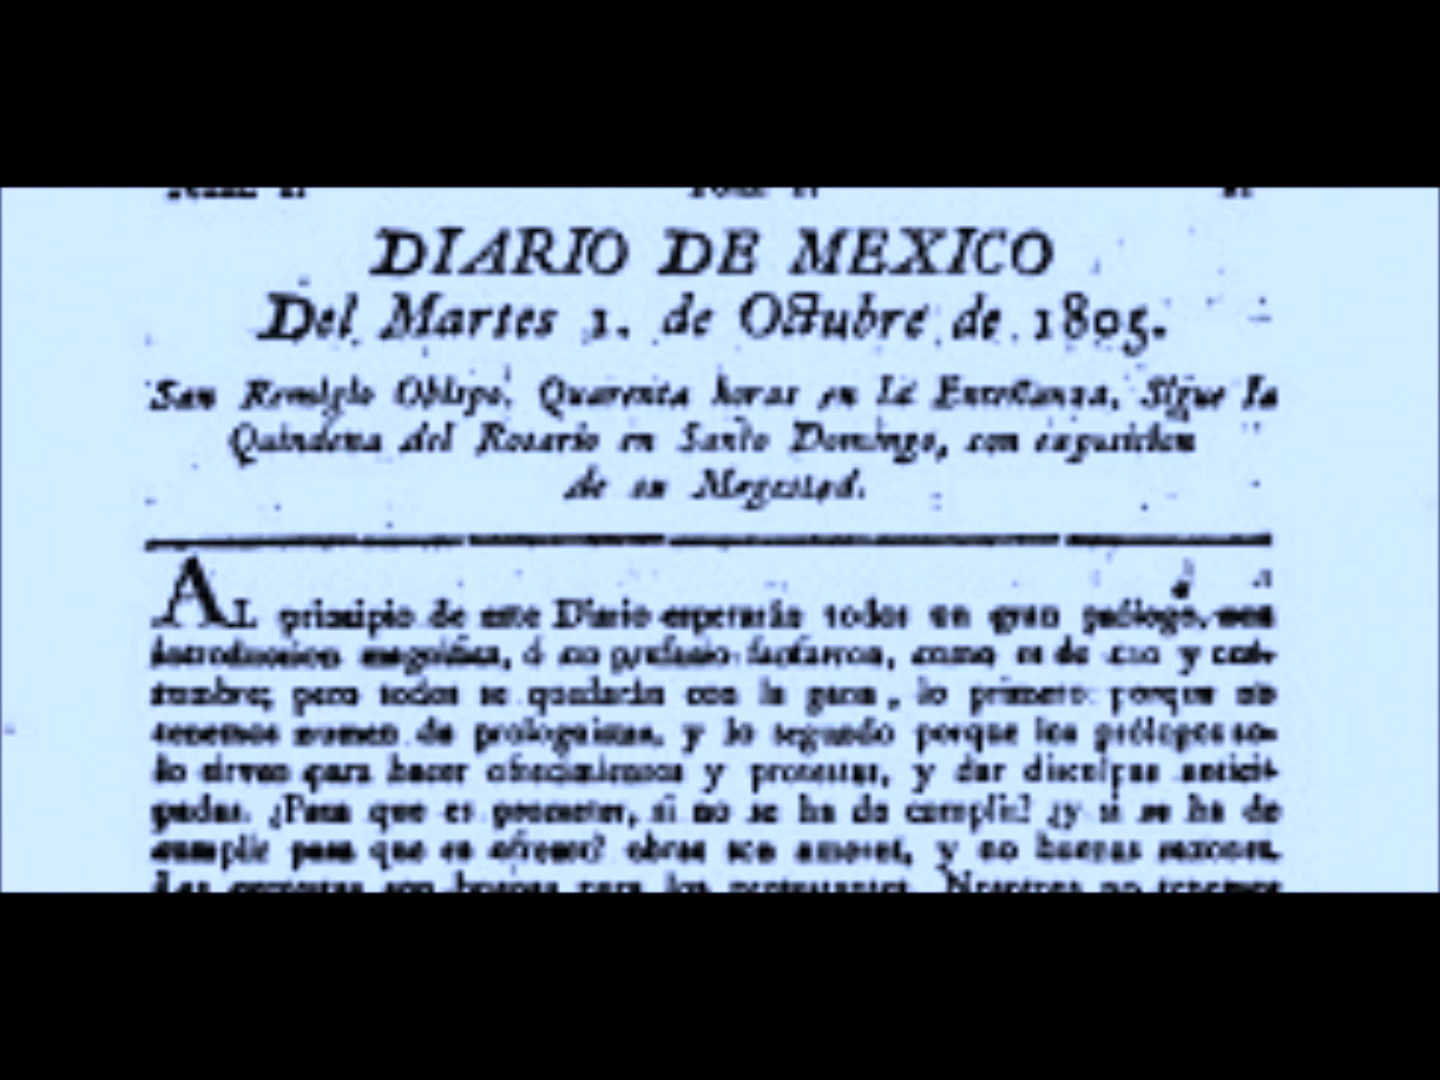 DIARIO DE MEXICO
Del Martes 1. de Octubre de 1805.
San Remigio Obispo. Quarenta horas en La Enseñanza. Sigue la
Quindena del Rosario en Santo Domingo, con exposicion
de su Magestad.
AL principio de este Diario esperarán todos un gran prólogo, una
introduccion magnífica, ó un prefacio fanfarron, como es de uso y cos-
tumbre; pero todos se quedarán con la gana, lo primero porque no
tenemos numen de prologuistas, y lo segundo porque los prólogos so-
lo sirven para hacer ofrecimientos y protestas, y dar disculpas antici-
padas. ¿Para que es prometer, si no se ha de cumplir? ¿y si se ha de
cumplir para que es ofrecer? obras son amores, y no buenas razones.